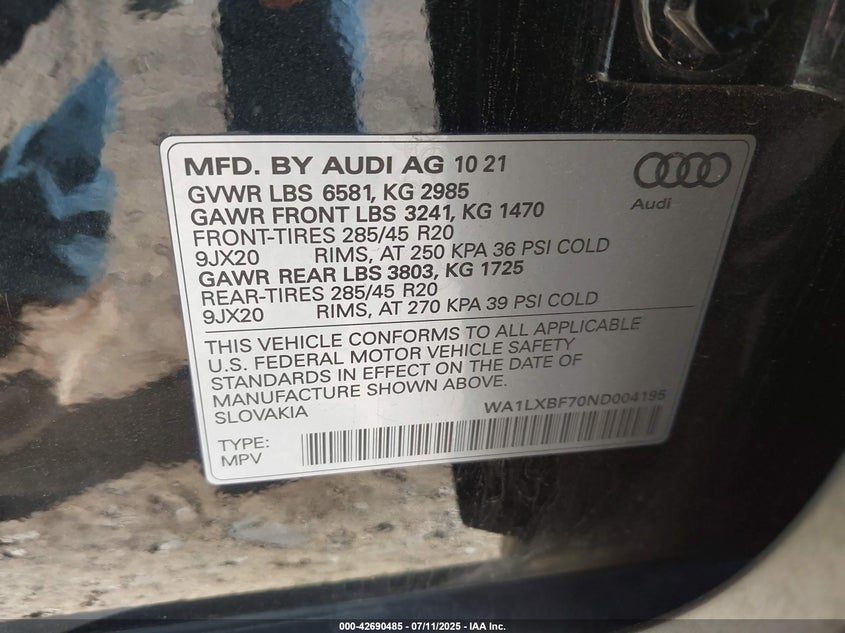 MFD. BY AUDI AG 10 21
GVWR LBS 6581, KG 2985
GAWR FRONT LBS 3241, KG 1470
FRONT-TIRES 285/45 R20
9JX20 RIMS, AT 250 KPA 36 PSI COLD
GAWR REAR LBS 3803, KG 1725
REAR-TIRES 285/45 R20
9JX20 RIMS, AT 270 KPA 39 PSI COLD
Audi
THIS VEHICLE CONFORMS TO ALL APPLICABLE
U.S. FEDERAL MOTOR VEHICLE SAFETY
STANDARDS IN EFFECT ON THE DATE OF
MANUFACTURE SHOWN ABOVE.
SLOVAKIA
WA1LXBF70ND004195
TYPE:
MPV
000-42690485 - 07/11/2025 - IAA Inc.